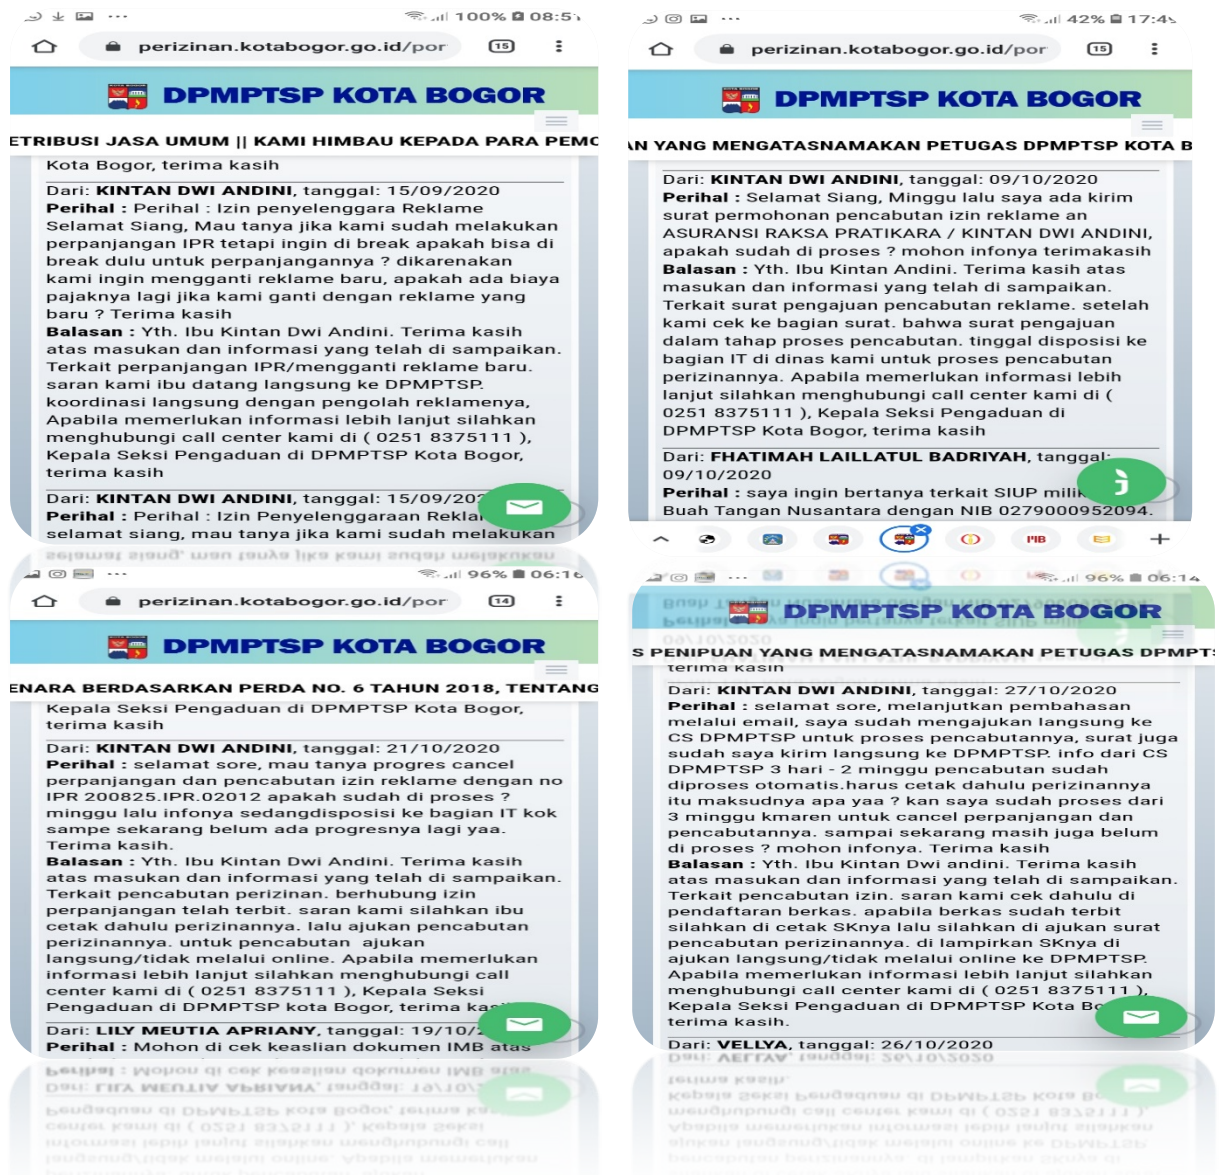 100% 08:5
perizinan.kotabogor.go.id/por 15
DPMPTSP KOTA BOGOR
ETRIBUSI JASA UMUM || KAMI HIMBAU KEPADA PARA PEMO
Kota Bogor, terima kasih
Dari: KINTAN DWI ANDINI, tanggal: 15/09/2020
Perihal : Perihal : Izin penyelenggara Reklame
Selamat Siang, Mau tanya jika kami sudah melakukan
perpanjangan IPR tetapi ingin di break apakah bisa di
break dulu untuk perpanjangannya ? dikarenakan
kami ingin mengganti reklame baru, apakah ada biaya
pajaknya lagi jika kami ganti dengan reklame yang
baru ? Terima kasih
Balasan : Yth. Ibu Kintan Dwi Andini. Terima kasih
atas masukan dan informasi yang telah di sampaikan.
Terkait perpanjangan IPR/mengganti reklame baru.
saran kami ibu datang langsung ke DPMPTSP.
koordinasi langsung dengan pengolah reklamenya,
Apabila memerlukan informasi lebih lanjut silahkan
menghubungi call center kami di ( 0251 8375111 ),
Kepala Seksi Pengaduan di DPMPTSP Kota Bogor,
terima kasih
Dari: KINTAN DWI ANDINI, tanggal: 15/09/202
Perihal : Perihal : Izin Penyelenggaraan Reklar
selamat siang, mau tanya jika kami sudah melakukan
42% 17:4
perizinan.kotabogor.go.id/por 15
DPMPTSP KOTA BOGOR
AN YANG MENGATASNAMAKAN PETUGAS DPMPTSP KOTA B
Dari: KINTAN DWI ANDINI, tanggal: 09/10/2020
Perihal : Selamat Siang, Minggu lalu saya ada kirim
surat permohonan pencabutan izin reklame an
ASURANSI RAKSA PRATIKARA / KINTAN DWI ANDINI,
apakah sudah di proses ? mohon infonya terimakasih
Balasan : Yth. Ibu Kintan Andini. Terima kasih atas
masukan dan informasi yang telah di sampaikan.
Terkait surat pengajuan pencabutan reklame. setelah
kami cek ke bagian surat. bahwa surat pengajuan
dalam tahap proses pencabutan. tinggal disposisi ke
bagian IT di dinas kami untuk proses pencabutan
perizinannya. Apabila memerlukan informasi lebih
lanjut silahkan menghubungi call center kami di (
0251 8375111 ), Kepala Seksi Pengaduan di
DPMPTSP Kota Bogor, terima kasih
Dari: FHATIMAH LAILLATUL BADRIYAH, tanggal:
09/10/2020
Perihal : saya ingin bertanya terkait SIUP milik
Buah Tangan Nusantara dengan NIB 0279000952094.
96% 06:16
perizinan.kotabogor.go.id/por 14
DPMPTSP KOTA BOGOR
ENARA BERDASARKAN PERDA NO. 6 TAHUN 2018, TENTANG
Kepala Seksi Pengaduan di DPMPTSP Kota Bogor,
terima kasih
Dari: KINTAN DWI ANDINI, tanggal: 21/10/2020
Perihal : selamat sore, mau tanya progres cancel
perpanjangan dan pencabutan izin reklame dengan no
IPR 200825.IPR.02012 apakah sudah di proses ?
minggu lalu infonya sedangdisposisi ke bagian IT kok
sampe sekarang belum ada progresnya lagi yaa.
Terima kasih.
Balasan : Yth. Ibu Kintan Dwi Andini. Terima kasih
atas masukan dan informasi yang telah di sampaikan.
Terkait pencabutan perizinan. berhubung izin
perpanjangan telah terbit. saran kami silahkan ibu
cetak dahulu perizinannya. lalu ajukan pencabutan
perizinannya. untuk pencabutan ajukan
langsung/tidak melalui online. Apabila memerlukan
informasi lebih lanjut silahkan menghubungi call
center kami di ( 0251 8375111 ), Kepala Seksi
Pengaduan di DPMPTSP kota Bogor, terima kas
Dari: LILY MEUTIA APRIANY, tanggal: 19/10/
Perihal : Mohon di cek keaslian dokumen IMB atas
96% 06:14
DPMPTSP KOTA BOGOR
S PENIPUAN YANG MENGATASNAMAKAN PETUGAS DPMPTS
terima kasih
Dari: KINTAN DWI ANDINI, tanggal: 27/10/2020
Perihal : selamat sore, melanjutkan pembahasan
melalui email, saya sudah mengajukan langsung ke
CS DPMPTSP untuk proses pencabutannya, surat juga
sudah saya kirim langsung ke DPMPTSP. info dari CS
DPMPTSP 3 hari - 2 minggu pencabutan sudah
diproses otomatis.harus cetak dahulu perizinannya
itu maksudnya apa yaa ? kan saya sudah proses dari
3 minggu kmaren untuk cancel perpanjangan dan
pencabutannya. sampai sekarang masih juga belum
di proses ? mohon infonya. Terima kasih
Balasan : Yth. Ibu Kintan Dwi andini. Terima kasih
atas masukan dan informasi yang telah di sampaikan.
Terkait pencabutan izin. saran kami cek dahulu di
pendaftaran berkas. apabila berkas sudah terbit
silahkan di cetak SKnya lalu silahkan di ajukan surat
pencabutan perizinannya. di lampirkan SKnya di
ajukan langsung/tidak melalui online ke DPMPTSP.
Apabila memerlukan informasi lebih lanjut silahkan
menghubungi call center kami di ( 0251 8375111 ),
Kepala Seksi Pengaduan di DPMPTSP Kota Bo
terima kasih.
Dari: VELLYA, tanggal: 26/10/2020